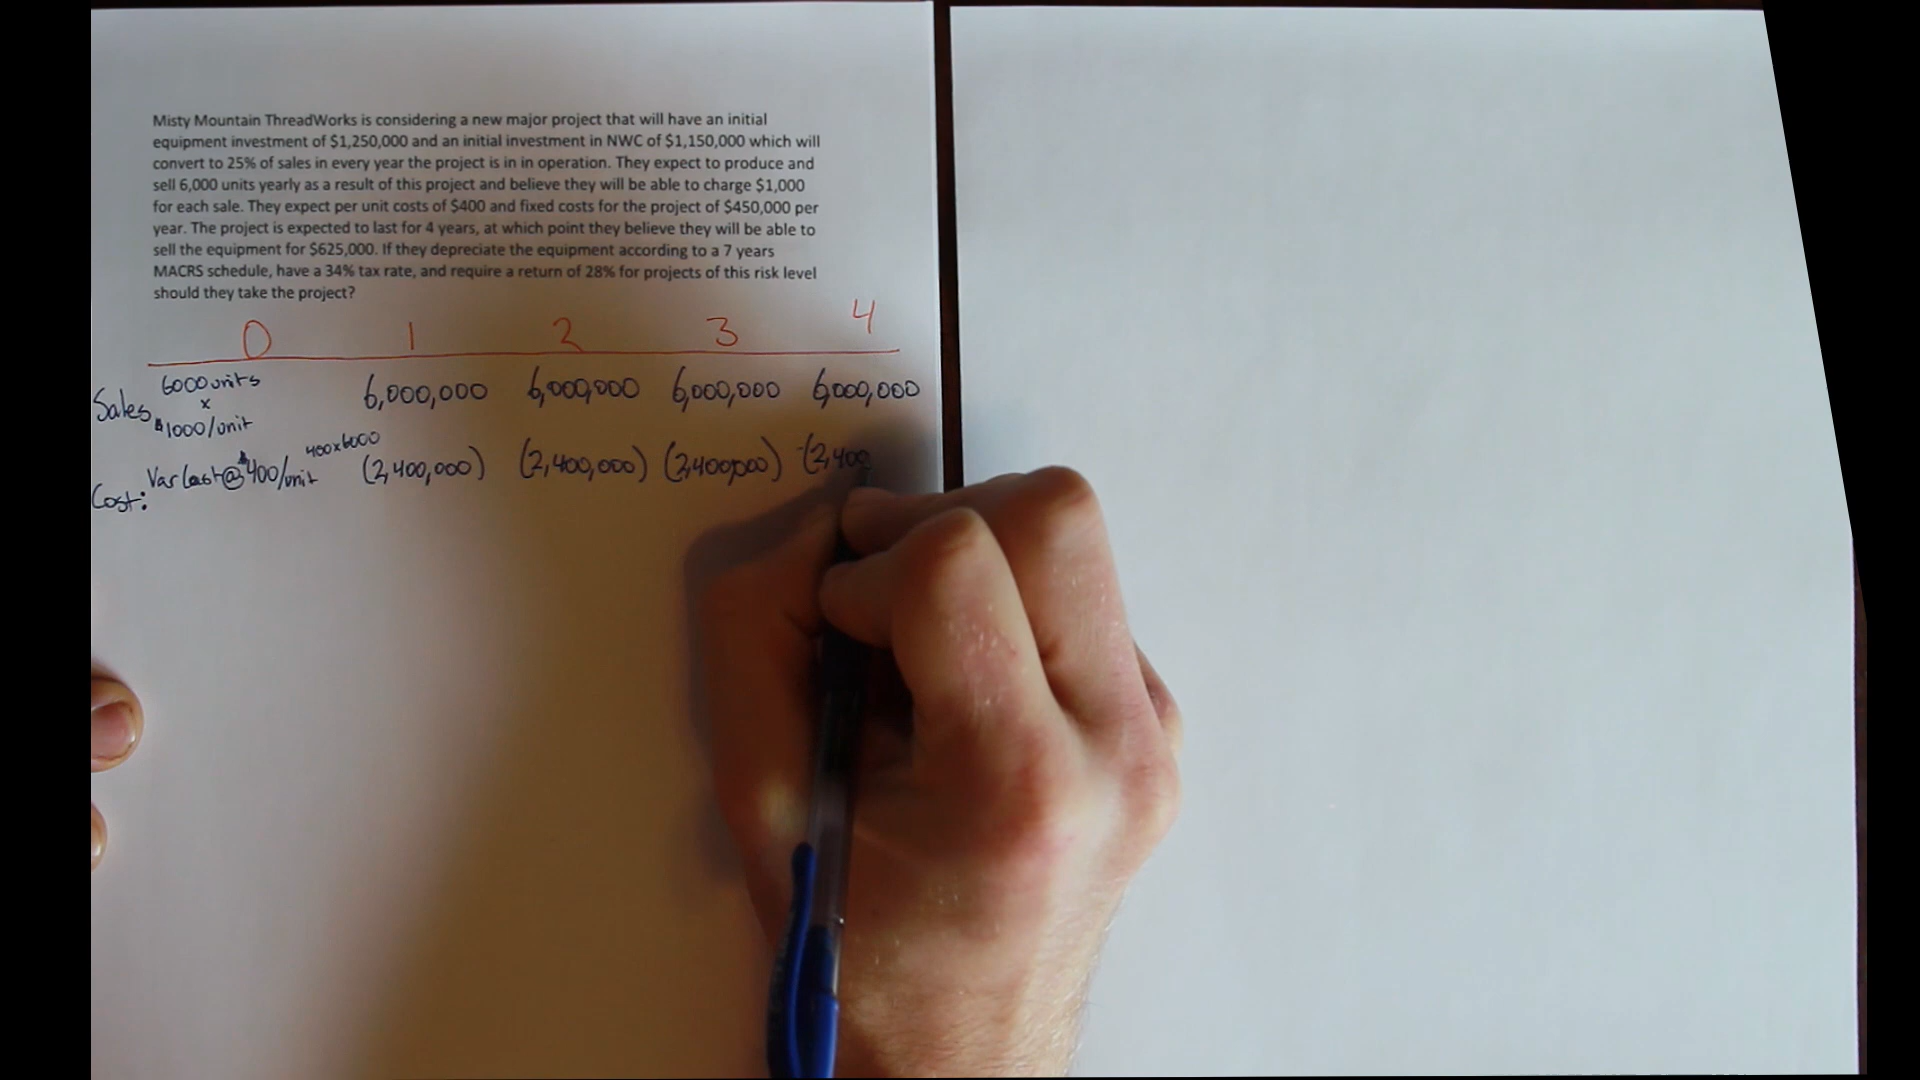 Misty Mountain ThreadWorks is considering a new major project that will have an initial
equipment investment of $1,250,000 and an initial investment in NWC of $1,150,000 which will
convert to 25% of sales in every year the project is in in operation. They expect to produce and
sell 6,000 units yearly as a result of this project and believe they will be able to charge $1,000
for each sale. They expect per unit costs of $400 and fixed costs for the project of $450,000 per
year. The project is expected to last for 4 years, at which point they believe they will be able to
sell the equipment for $625,000. If they depreciate the equipment according to a 7 years
MACRS schedule, have a 34% tax rate, and require a return of 28% for projects of this risk level
should they take the project?
0 1 2 3 4
6000 units
x
Sales $1000/unit 6,000,000 6,000,000 6,000,000 6,000,000
400x6000
Var Cost@$400/unit (2,400,000) (2,400,000) (2,400,000) (2,400
Cost: